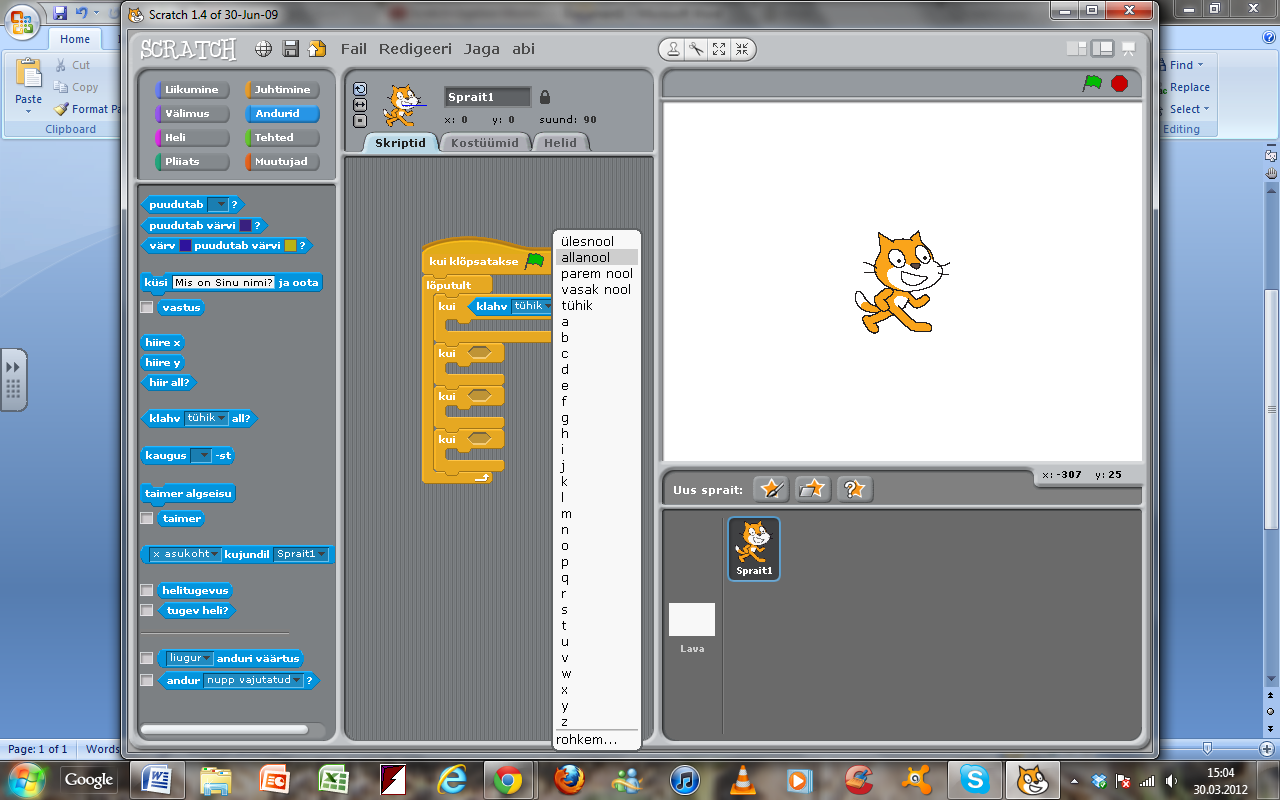 Scratch 1.4 of 30-Jun-09
Home
Cut
Copy
Paste
Format Pa
Clipboard
Find
Replace
Select
Editing
SCRATCH
Fail
Redigeeri
Jaga
abi
Liikumine
Juhtimine
Välimus
Andurid
Heli
Tehted
Pliiats
Muutujad
puudutab ?
puudutab värvi ?
värv puudutab värvi ?
küsi Mis on Sinu nimi? ja oota
vastus
hiire x
hiire y
hiir all?
klahv tühik all?
kaugus -st
taimer algseisu
taimer
x asukoht kujundil Sprait1
helitugevus
tugev heli?
liugur anduri väärtus
andur nupp vajutatud ?
Sprait1
x: 0 y: 0 suund: 90
Skriptid
Kostüümid
Helid
kui klõpsatakse
lõputult
kui klahv tühik
kui
kui
kui
ülesnool
allanool
parem nool
vasak nool
tühik
a
b
c
d
e
f
g
h
i
j
k
l
m
n
o
p
q
r
s
t
u
v
w
x
y
z
rohkem...
x: -307 y: 25
Uus sprait:
Sprait1
Lava
Page: 1 of 1
Words
Google
15:04
30.03.2012